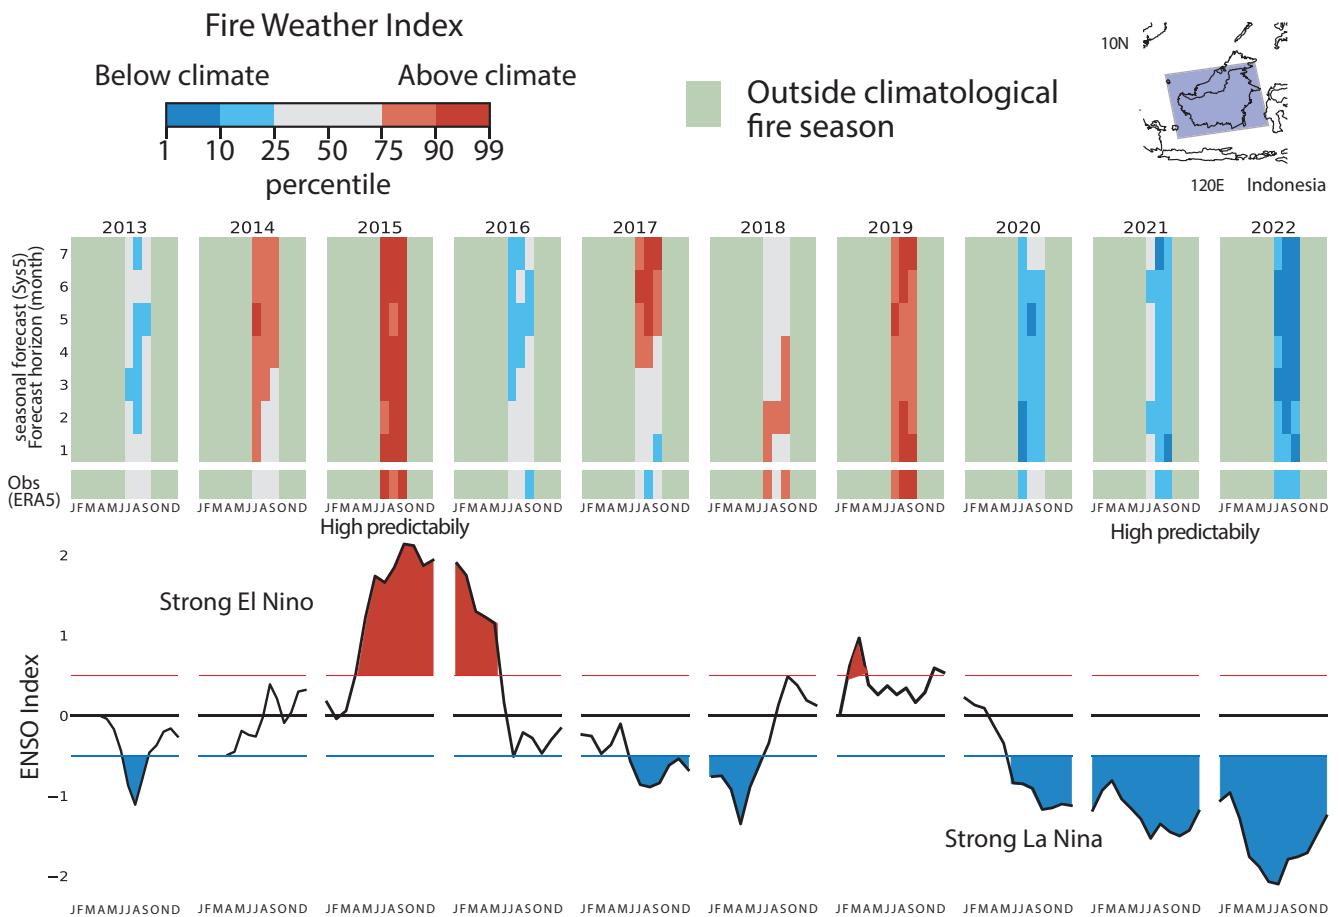 Fire Weather Index
Below climate Above climate
1 10 25 50 75 90 99
percentile
Outside climatological
fire season
10N
120E Indonesia
2013 2014 2015 2016 2017 2018 2019 2020 2021 2022
seasonal forecast (Sys5)
Forecast horizon (month)
7
6
5
4
3
2
1
Obs
(ERA5)
JFMAMJJASOND JFMAMJJASOND JFMAMJJASOND JFMAMJJASOND JFMAMJJASOND JFMAMJJASOND JFMAMJJASOND JFMAMJJASOND JFMAMJJASOND JFMAMJJASOND
High predictabily High predictabily
ENSO Index
2
1
0
−1
−2
Strong El Nino
Strong La Nina
JFMAMJJASOND JFMAMJJASOND JFMAMJJASOND JFMAMJJASOND JFMAMJJASOND JFMAMJJASOND JFMAMJJASOND JFMAMJJASOND JFMAMJJASOND JFMAMJJASOND